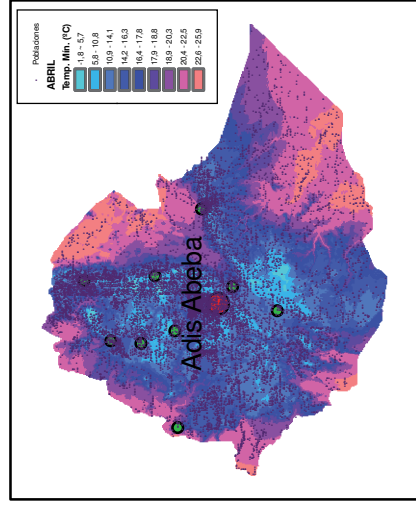 Poblaciones
ABRIL
Temp. Mín. (ºC)
-1,8 - 5,7
5,8 - 10,8
10,9 - 14,1
14,2 - 16,3
16,4 - 17,8
17,9 - 18,8
18,9 - 20,3
20,4 - 22,5
22,6 - 25,9
Adis Abeba